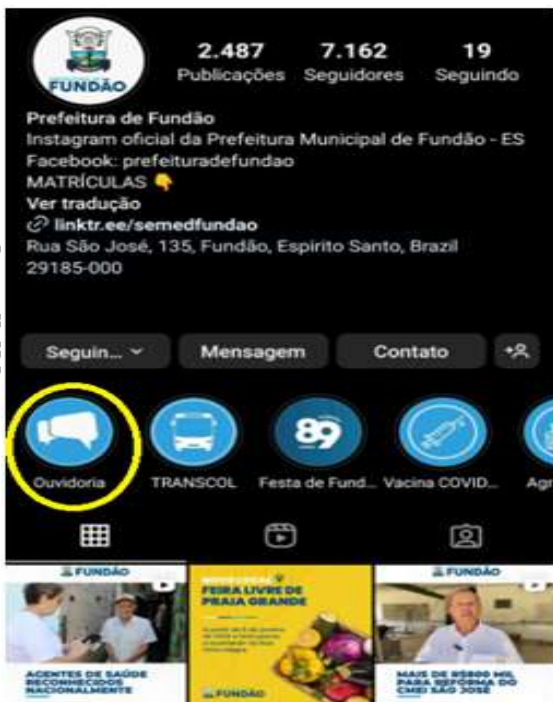 FUNDÃO
2.487 7.162 19
Publicações Seguidores Seguindo
Prefeitura de Fundão
Instagram oficial da Prefeitura Municipal de Fundão - ES
Facebook: prefeituradefundao
MATRÍCULAS 👇
Ver tradução
linktr.ee/semedfundao
Rua São José, 135, Fundão, Espirito Santo, Brazil
29185-000
Seguin... Mensagem Contato
89
Ouvidoria TRANSCOL Festa de Fund... Vacina COVID... Agr
FUNDÃO
AGENTES DE SAÚDE
RECONHECIDOS
NACIONALMENTE
FEIRA LIVRE DE
PRAIA GRANDE
FUNDÃO
FUNDÃO
MAIS DE R$800 MIL
PARA REFORMA DO
CMEI SÃO JOSÉ